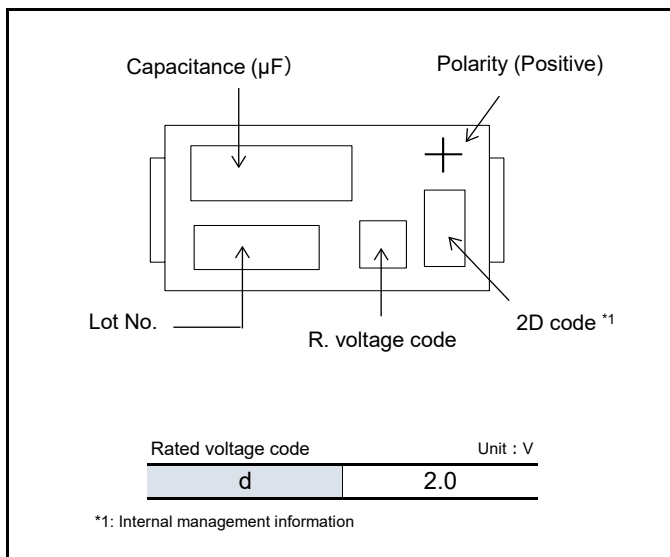 Capacitance (μF）
Polarity (Positive)
+
Lot No.
R. voltage code
2D code *1
Rated voltage code Unit：V
d 2.0
*1: Internal management information